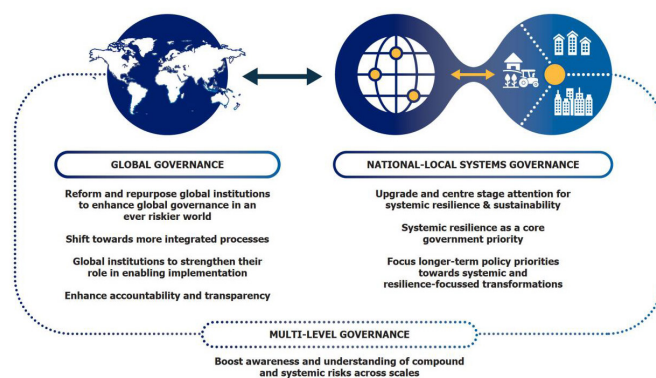 GLOBAL GOVERNANCE
Reform and repurpose global institutions
to enhance global governance in an
ever riskier world
Shift towards more integrated processes
Global institutions to strengthen their
role in enabling implementation
Enhance accountability and transparency
NATIONAL-LOCAL SYSTEMS GOVERNANCE
Upgrade and centre stage attention for
systemic resilience & sustainability
Systemic resilience as a core
government priority
Focus longer-term policy priorities
towards systemic and
resilience-focussed transformations
MULTI-LEVEL GOVERNANCE
Boost awareness and understanding of compound
and systemic risks across scales